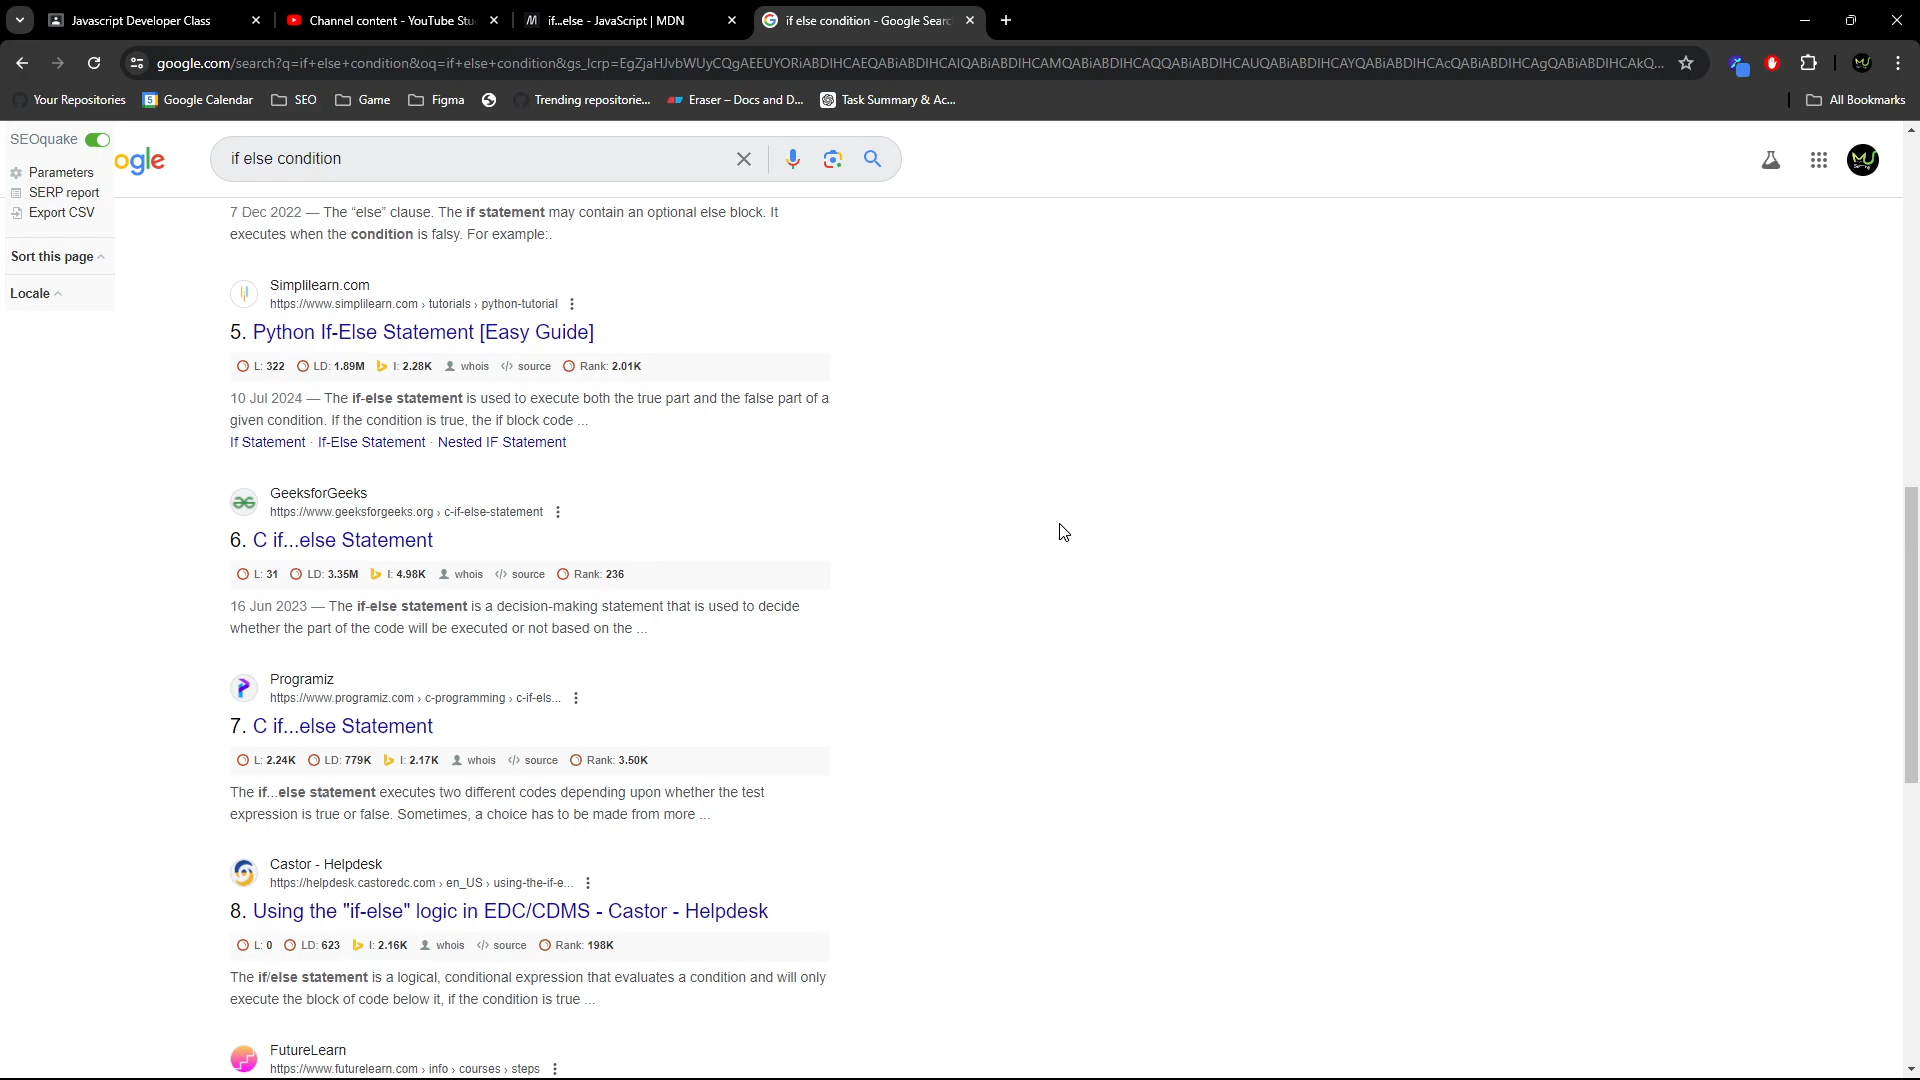 Javascript Developer Class
Channel content - YouTube Stu
if...else - JavaScript | MDN
if else condition - Google Searc
google.com/search?q=if+else+condition&oq=if+else+condition&gs_lcrp=
Your Repositories
Google Calendar
SEO
Game
Figma
Trending repositorie...
Eraser – Docs and D...
Task Summary & Ac...
All Bookmarks
SEOquake
Parameters
SERP report
Export CSV
Sort this page
Locale
ogle
if else condition
7 Dec 2022 — The “else” clause. The if statement may contain an optional else block. It
executes when the condition is falsy. For example:.
Simplilearn.com
https://www.simplilearn.com › tutorials › python-tutorial
5. Python If-Else Statement [Easy Guide]
L: 322 LD: 1.89M I: 2.28K whois </> source Rank: 2.01K
10 Jul 2024 — The if-else statement is used to execute both the true part and the false part of a
given condition. If the condition is true, the if block code ...
If Statement · If-Else Statement · Nested IF Statement
GeeksforGeeks
https://www.geeksforgeeks.org › c-if-else-statement
6. C if...else Statement
L: 31 LD: 3.35M I: 4.98K whois </> source Rank: 236
16 Jun 2023 — The if-else statement is a decision-making statement that is used to decide
whether the part of the code will be executed or not based on the ...
Programiz
https://www.programiz.com › c-programming › c-if-els...
7. C if...else Statement
L: 2.24K LD: 779K I: 2.17K whois </> source Rank: 3.50K
The if...else statement executes two different codes depending upon whether the test
expression is true or false. Sometimes, a choice has to be made from more ...
Castor - Helpdesk
https://helpdesk.castoredc.com › en_US › using-the-if-e...
8. Using the "if-else" logic in EDC/CDMS - Castor - Helpdesk
L: 0 LD: 623 I: 2.16K whois </> source Rank: 198K
The if/else statement is a logical, conditional expression that evaluates a condition and will only
execute the block of code below it, if the condition is true ...
FutureLearn
https://www.futurelearn.com › info › courses › steps